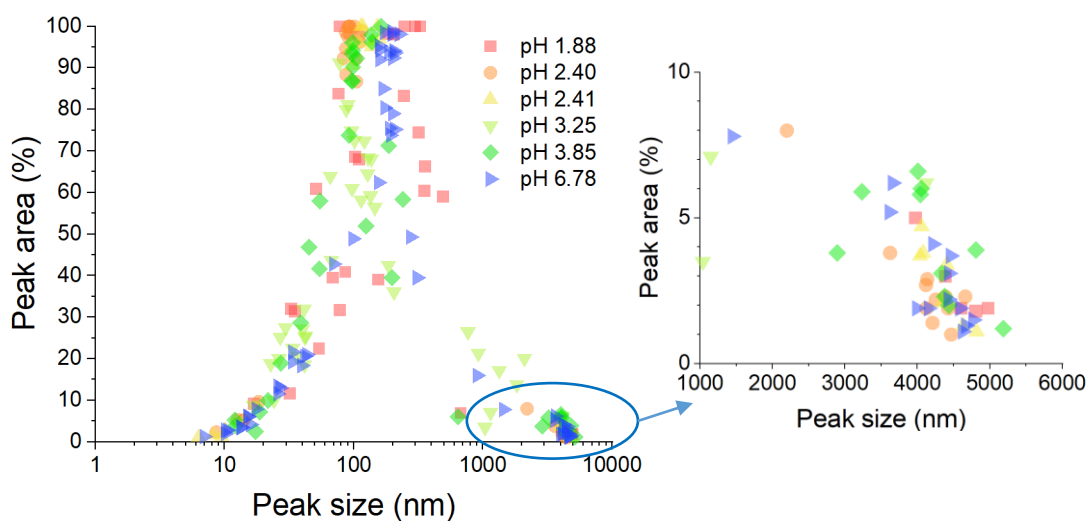 100
90
80
70
60
50
40
30
20
10
0
Peak area (%)
1
10
100
1000
10000
Peak size (nm)
pH 1.88
pH 2.40
pH 2.41
pH 3.25
pH 3.85
pH 6.78
10
5
0
Peak area (%)
1000
2000
3000
4000
5000
6000
Peak size (nm)